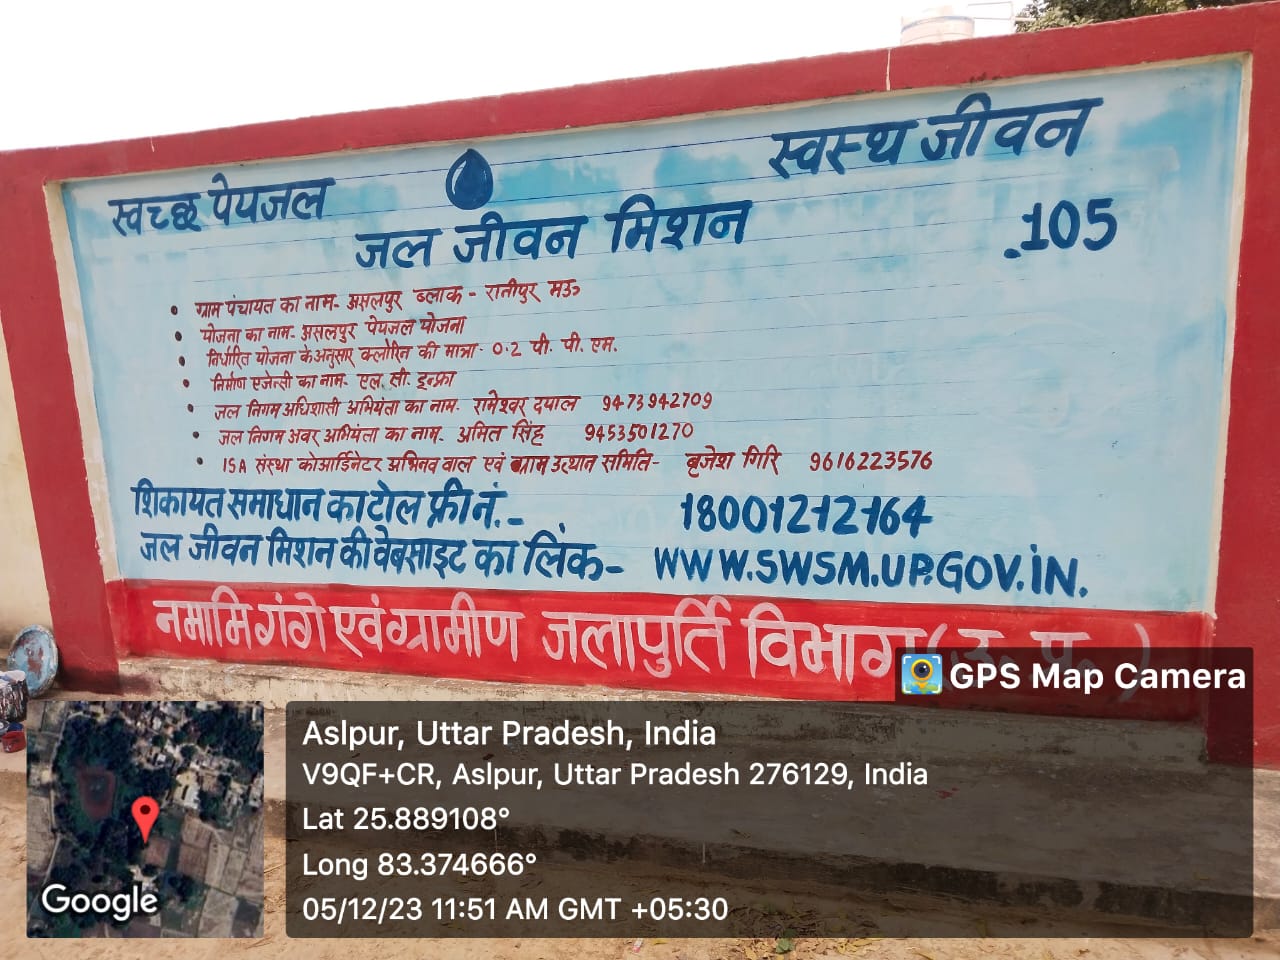 स्वच्छ पेयजल
स्वस्थ जीवन
जल जीवन मिशन
.105
• ग्राम पंचायत का नाम- असलपुर ब्लाक - रानीपुर मऊ
• योजना का नाम- असलपुर पेयजल योजना
• निर्धारित योजना के अनुसार क्लोरिन की मात्रा- 0.2 पी. पी. एम.
• निर्माण एजेन्सी का नाम- एल. सी. इन्फ्रा
• जल निगम अधिशासी अभियंता का नाम- रामेश्वर दयाल 9473942709
• जल निगम अवर अभियंता का नाम- अमित सिंह 9453501270
• ISA संस्था कोआर्डिनेटर अभिनव बाल एवं ग्राम उत्थान समिति- बृजेश गिरि 9616223576
शिकायत समाधान का टोल फ्री नं.- 18001212164
जल जीवन मिशन की वेबसाइट का लिंक- WWW.SWSM.UP.GOV.iN.
नमामि गंगे एवं ग्रामीण जलापुर्ति विभाग (उ. प्र.)
GPS Map Camera
Aslpur, Uttar Pradesh, India
V9QF+CR, Aslpur, Uttar Pradesh 276129, India
Lat 25.889108°
Long 83.374666°
05/12/23 11:51 AM GMT +05:30
Google